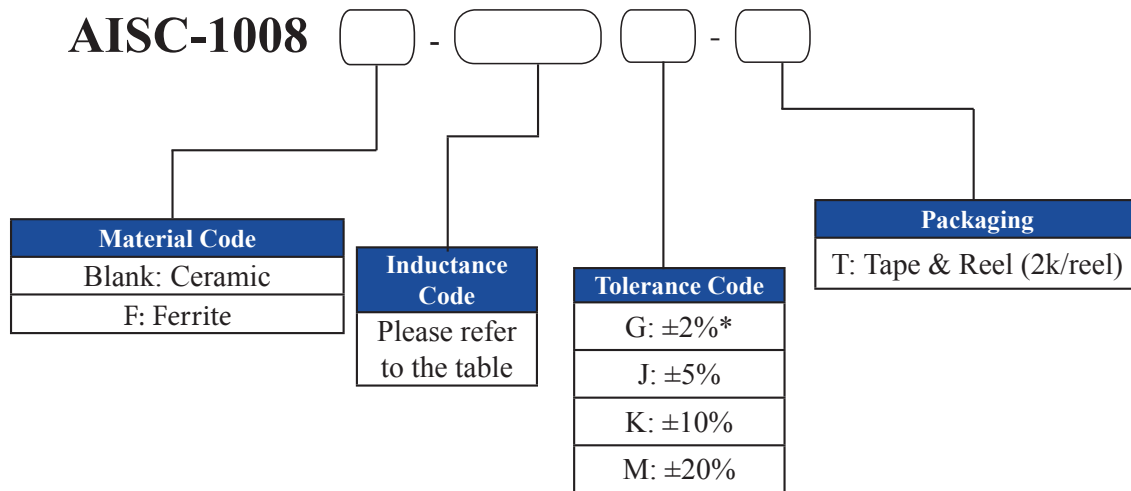 AISC-1008 - -
Material Code
Blank: Ceramic
F: Ferrite
Inductance
Code
Please refer
to the table
Tolerance Code
G: ±2%*
J: ±5%
K: ±10%
M: ±20%
Packaging
T: Tape & Reel (2k/reel)